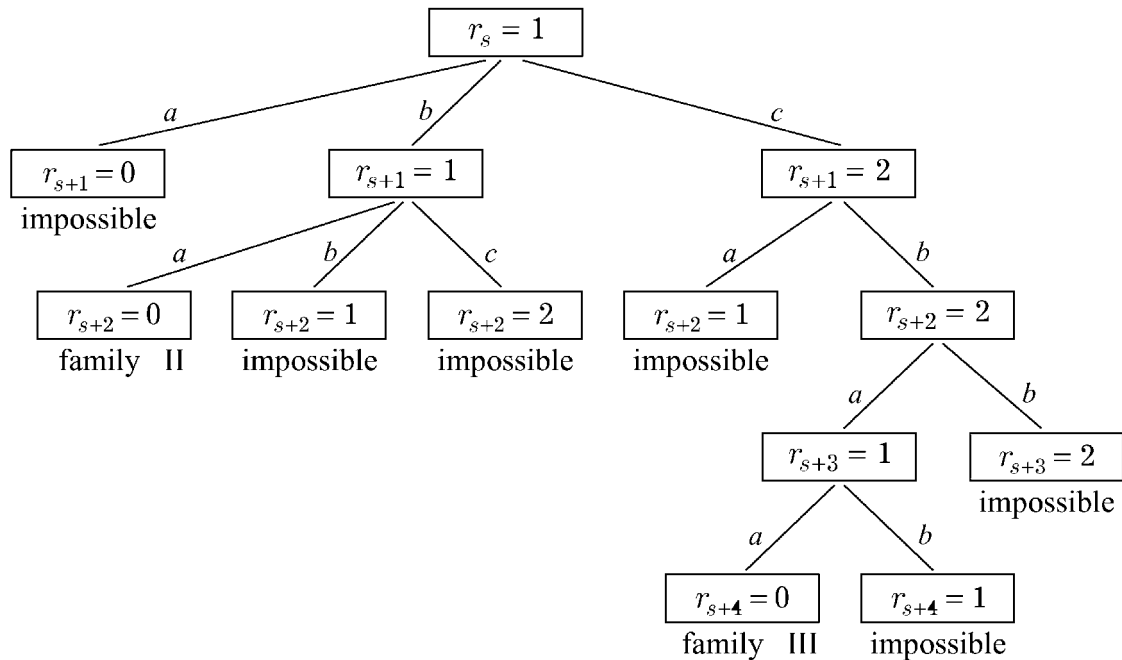 r_s = 1
a b c
r_{s+1} = 0 r_{s+1} = 1 r_{s+1} = 2
impossible
a b c a b
r_{s+2} = 0 r_{s+2} = 1 r_{s+2} = 2 r_{s+2} = 1 r_{s+2} = 2
family II impossible impossible impossible
a b
r_{s+3} = 1 r_{s+3} = 2
impossible
a b
r_{s+4} = 0 r_{s+4} = 1
family III impossible